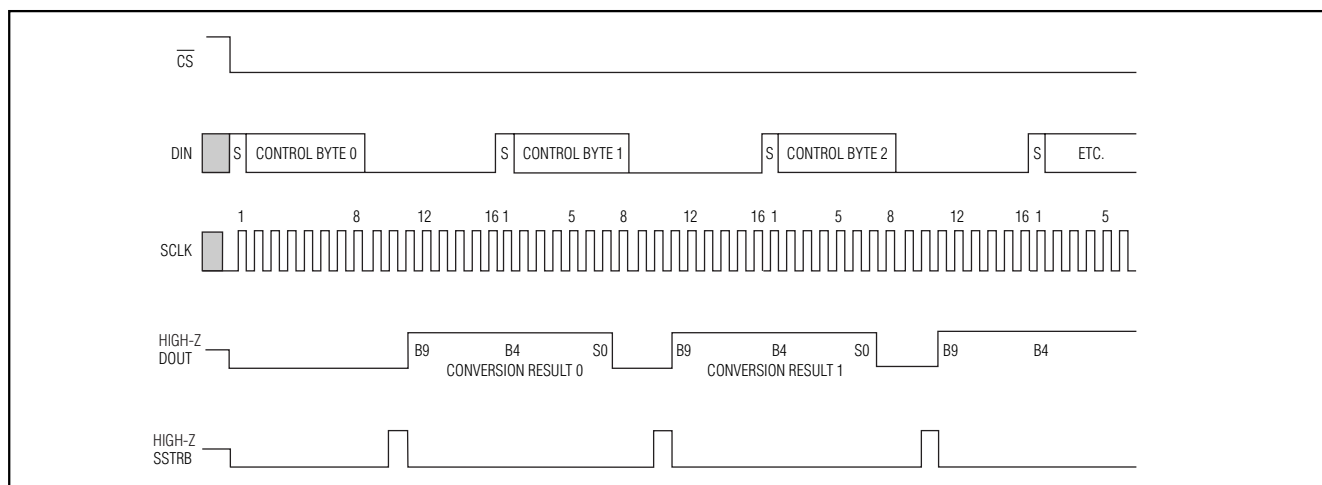 CS
DIN
S
CONTROL BYTE 0
S
CONTROL BYTE 1
S
CONTROL BYTE 2
S
ETC.
1 8 12 16 1 5 8 12 16 1 5 8 12 16 1 5
SCLK
HIGH-Z
DOUT
B9 B4 S0
CONVERSION RESULT 0
B9 B4 S0
CONVERSION RESULT 1
B9 B4
HIGH-Z
SSTRB